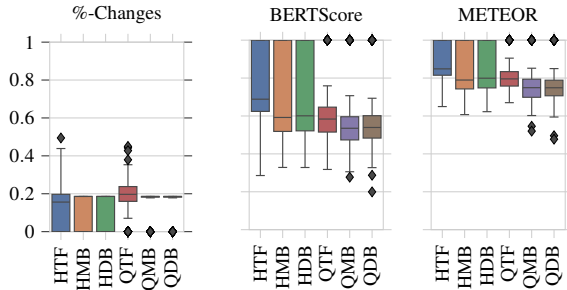 %-Changes
BERTScore
METEOR
1
0.8
0.6
0.4
0.2
0
HTF
HMB
HDB
QTF
QMB
QDB
HTF
HMB
HDB
QTF
QMB
QDB
HTF
HMB
HDB
QTF
QMB
QDB